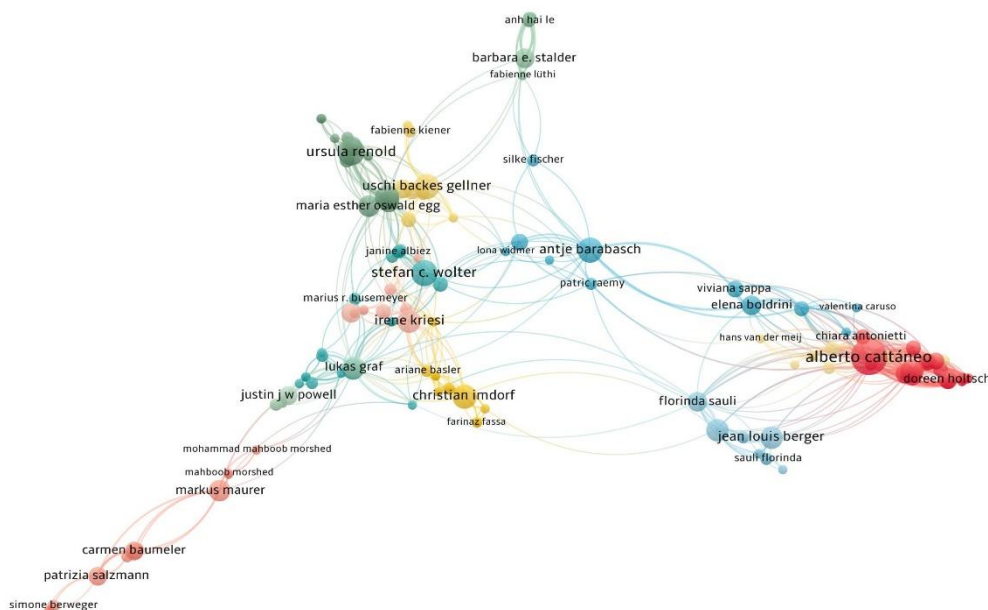 anh hai le
barbara e. stalder
fabienne lüthi
fabienne kiener
ursula renold
silke fischer
uschi backes gellner
maria esther oswald egg
janine albiez
lona widmer
antje barabasch
stefan c. wolter
patric raemy
viviana sappa
marius r. busemeyer
elena boldrini
valentina caruso
irene kriesi
hans van der meij
chiara antonietti
alberto cattáneo
lukas graf
ariane basler
doreen holtsch
justin j w powell
christian imdorf
florinda sauli
farinaz fassa
jean louis berger
mohammad mahboob morshed
sauli florinda
mahboob morshed
markus maurer
carmen baumeler
patrizia salzmann
simone berweger